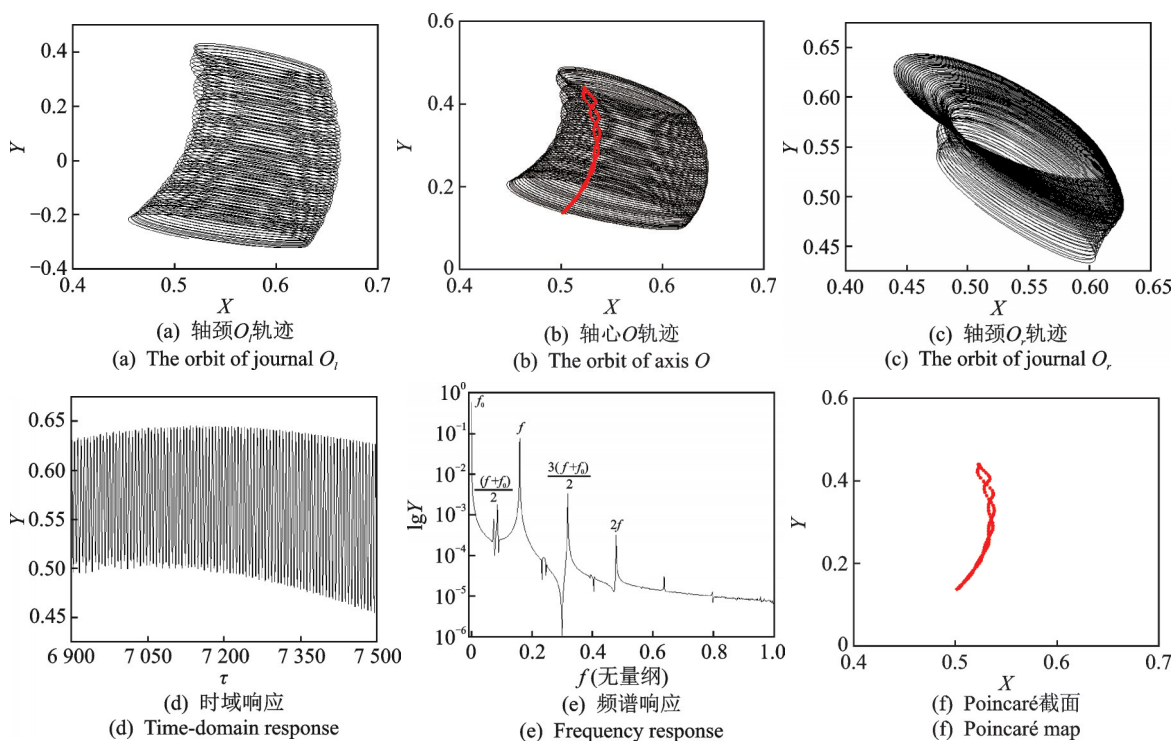 0.4
0.2
0
−0.2
−0.4
Y
0.4
0.5
0.6
0.7
X
(a) 轴颈Oₗ轨迹
(a) The orbit of journal Oₗ
0.6
0.4
0.2
0
Y
0.4
0.5
0.6
0.7
X
(b) 轴心O轨迹
(b) The orbit of axis O
0.65
0.60
0.55
0.50
0.45
Y
0.40
0.45
0.50
0.55
0.60
0.65
X
(c) 轴颈Oᵣ轨迹
(c) The orbit of journal Oᵣ
0.65
0.60
0.55
0.50
0.45
Y
6 900
7 050
7 200
7 350
7 500
τ
(d) 时域响应
(d) Time-domain response
10⁰
10⁻¹
10⁻²
10⁻³
10⁻⁴
10⁻⁵
10⁻⁶
lgY
f₀
f
(f+f₀)
2
3(f+f₀)
2
2f
0
0.2
0.4
0.6
0.8
1.0
f(无量纲)
(e) 频谱响应
(e) Frequency response
0.6
0.4
0.2
0
Y
0.4
0.5
0.6
0.7
X
(f) Poincaré截面
(f) Poincaré map